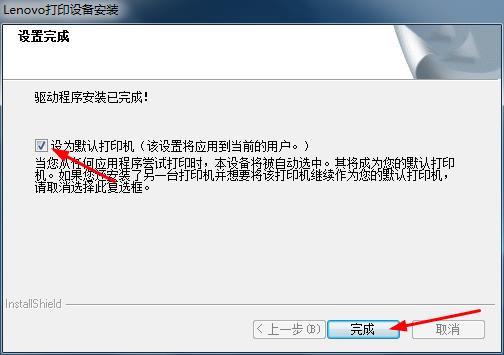 Lenovo打印设备安装
设置完成
驱动程序安装已完成！
设为默认打印机（该设置将应用到当前的用户。）
当您从任何应用程序尝试打印时，本设备将被自动选中。其将成为您的默认打印
机。如果您还安装了另一台打印机并想要将该打印机继续作为您的默认打印机，
请取消选择此复选框。
InstallShield
< 上一步(B)
完成
取消